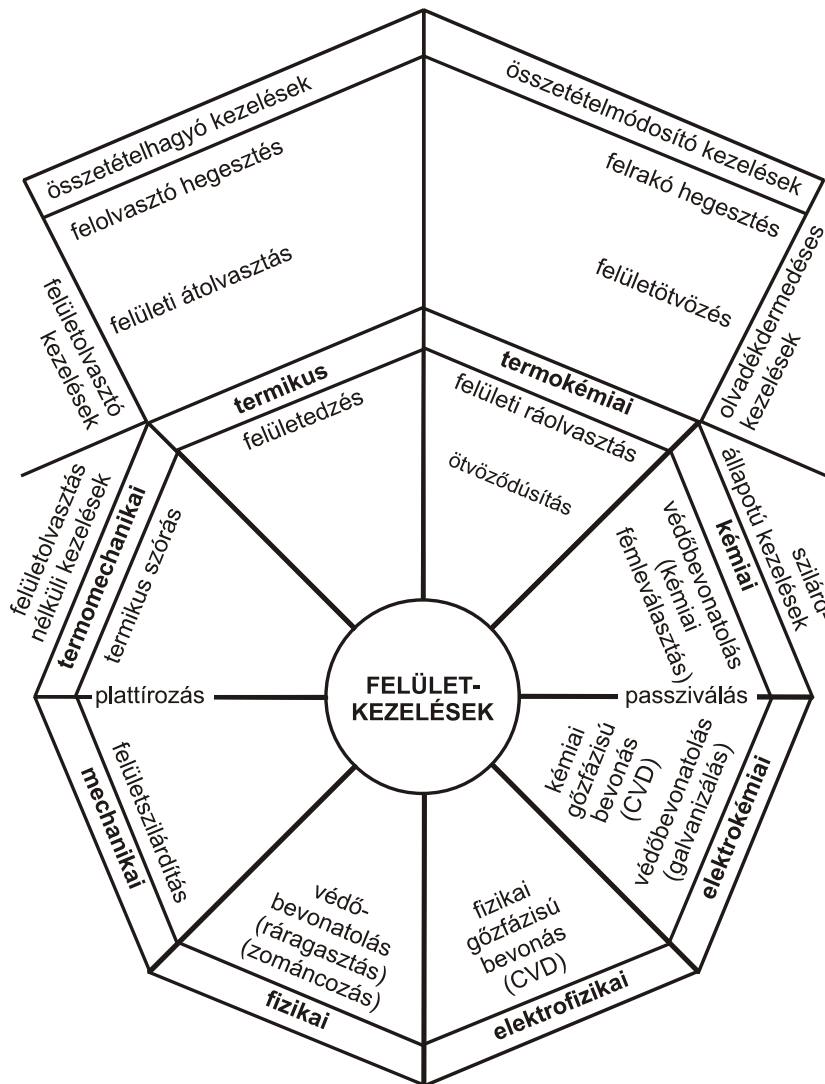 összetételhagyó kezelések
összetételmódosító kezelések
felolvasztó hegesztés
felrakó hegesztés
felületi átolvasztás
felületötvözés
felületolvasztó
kezelések
olvadékdermedéses
kezelések
termikus
termokémiai
felületedzés
felületi ráolvasztás
ötvöződúsítás
felületolvasztás
nélküli kezelések
termomechanikai
termikus szórás
védőbevonatolás
(kémiai
fémleválasztás)
kémiai
szilárd-
állapotú kezelések
FELÜLET-
KEZELÉSEK
plattírozás
passziválás
felületszilárdítás
mechanikai
kémiai
gőzfázisú
bevonás
(CVD)
védőbevonatolás
(galvanizálás)
elektrokémiai
védő-
bevonatolás
(ráragasztás)
(zománcozás)
fizikai
fizikai
gőzfázisú
bevonás
(CVD)
elektrofizikai